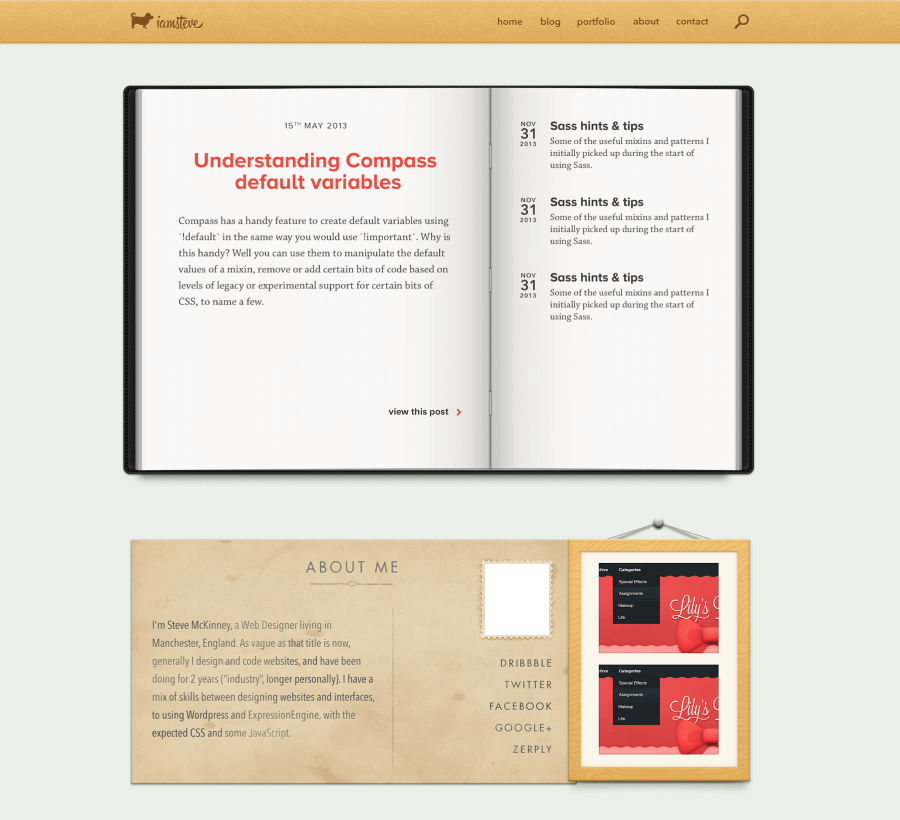 iamsteve
home blog portfolio about contact
15TH MAY 2013
Understanding Compass
default variables
Compass has a handy feature to create default variables using
`!default` in the same way you would use `!important`. Why is
this handy? Well you can use them to manipulate the default
values of a mixin, remove or add certain bits of code based on
levels of legacy or experimental support for certain bits of
CSS, to name a few.
view this post
NOV
31
2013
Sass hints & tips
Some of the useful mixins and patterns I
initially picked up during the start of
using Sass.
NOV
31
2013
Sass hints & tips
Some of the useful mixins and patterns I
initially picked up during the start of
using Sass.
NOV
31
2013
Sass hints & tips
Some of the useful mixins and patterns I
initially picked up during the start of
using Sass.
ABOUT ME
I'm Steve McKinney, a Web Designer living in
Manchester, England. As vague as that title is now,
generally I design and code websites, and have been
doing for 2 years ("industry", longer personally). I have a
mix of skills between designing websites and interfaces,
to using Wordpress and ExpressionEngine, with the
expected CSS and some JavaScript.
DRIBBBLE
TWITTER
FACEBOOK
GOOGLE+
ZERPLY
hive Categories
Special Effects
Assignments
Makeup
Life
Lily's
hive Categories
Special Effects
Assignments
Makeup
Life
Lily's